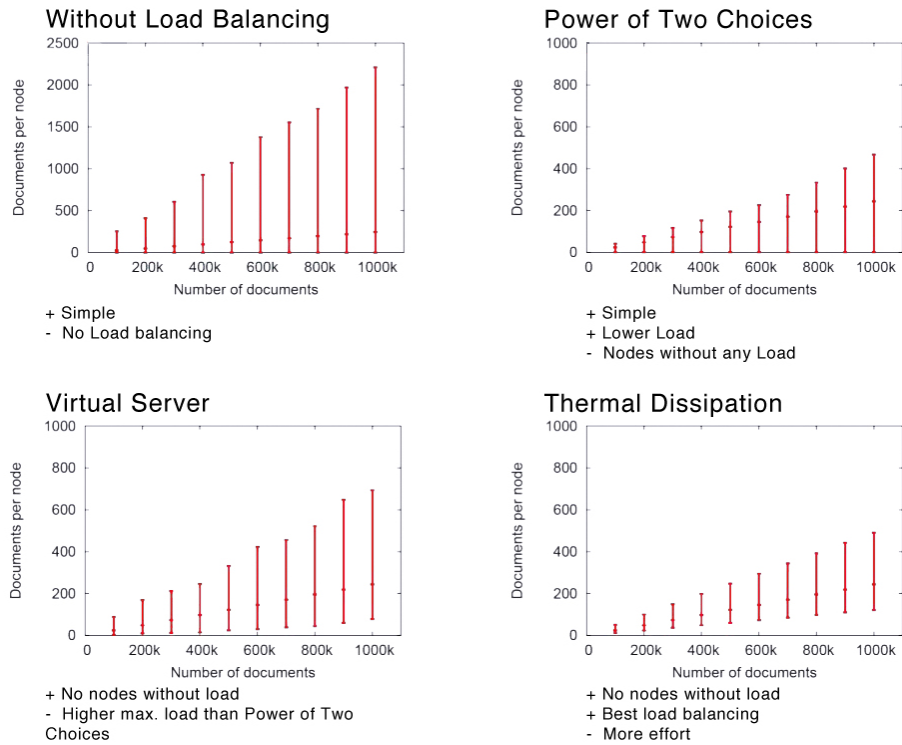 Without Load Balancing
2500
2000
1500
1000
500
0
Documents per node
0 200k 400k 600k 800k 1000k
Number of documents
+ Simple
- No Load balancing
Power of Two Choices
1000
800
600
400
200
0
Documents per node
0 200k 400k 600k 800k 1000k
Number of documents
+ Simple
+ Lower Load
- Nodes without any Load
Virtual Server
1000
800
600
400
200
0
Documents per node
0 200k 400k 600k 800k 1000k
Number of documents
+ No nodes without load
- Higher max. load than Power of Two
Choices
Thermal Dissipation
1000
800
600
400
200
0
Documents per node
0 200k 400k 600k 800k 1000k
Number of documents
+ No nodes without load
+ Best load balancing
- More effort